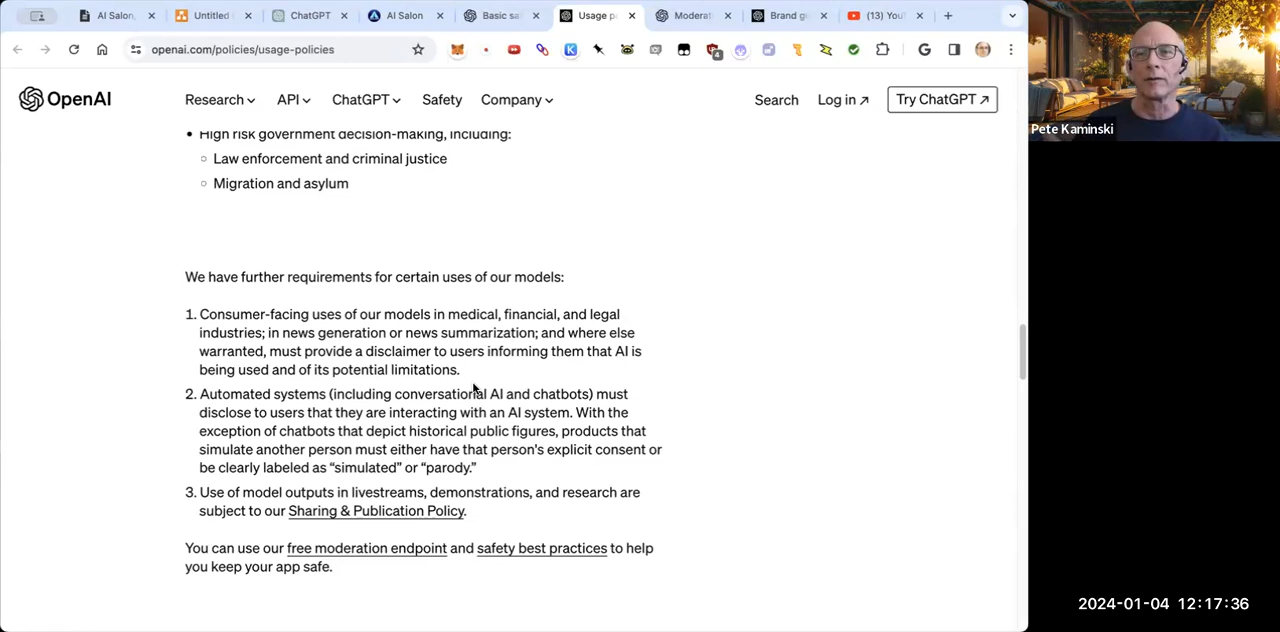 AI Salon,
Untitled
ChatGPT
AI Salon
Basic sa
Usage p
Moderat
Brand g
(13) You
openai.com/policies/usage-policies
4
OpenAI
Research
API
ChatGPT
Safety
Company
Search
Log in ↗
Try ChatGPT ↗
• High risk government decision-making, including:
○ Law enforcement and criminal justice
○ Migration and asylum
We have further requirements for certain uses of our models:
1. Consumer-facing uses of our models in medical, financial, and legal
industries; in news generation or news summarization; and where else
warranted, must provide a disclaimer to users informing them that AI is
being used and of its potential limitations.
2. Automated systems (including conversational AI and chatbots) must
disclose to users that they are interacting with an AI system. With the
exception of chatbots that depict historical public figures, products that
simulate another person must either have that person's explicit consent or
be clearly labeled as “simulated” or “parody.”
3. Use of model outputs in livestreams, demonstrations, and research are
subject to our Sharing & Publication Policy.
You can use our free moderation endpoint and safety best practices to help
you keep your app safe.
Pete Kaminski
2024-01-04 12:17:36